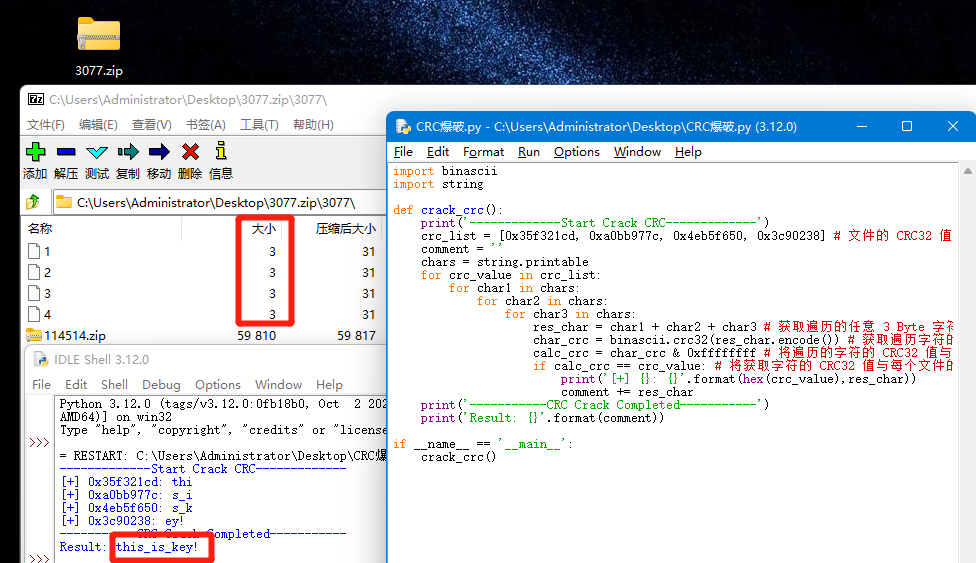 3077.zip
C:\Users\Administrator\Desktop\3077.zip\3077\
文件(F) 编辑(E) 查看(V) 书签(A) 工具(T) 帮助(H)
添加 解压 测试 复制 移动 删除 信息
C:\Users\Administrator\Desktop\3077.zip\3077\
名称 大小 压缩后大小
1 3 31
2 3 31
3 3 31
4 3 31
114514.zip 59 810 59 817
IDLE Shell 3.12.0
File Edit Shell Debug Options Window Help
Python 3.12.0 (tags/v3.12.0:0fb18b0, Oct 2 202
AMD64)] on win32
Type "help", "copyright", "credits" or "license
>>>
= RESTART: C:\Users\Administrator\Desktop\CRC爆
-------------Start Crack CRC-------------
[+] 0x35f321cd: thi
[+] 0xa0bb977c: s_i
[+] 0x4eb5f650: s_k
[+] 0x3c90238: ey!
-----------CRC Crack Completed-----------
Result: this_is_key!
>>>
CRC爆破.py - C:\Users\Administrator\Desktop\CRC爆破.py (3.12.0)
File Edit Format Run Options Window Help
import binascii
import string
def crack_crc():
    print('-------------Start Crack CRC-------------')
    crc_list = [0x35f321cd, 0xa0bb977c, 0x4eb5f650, 0x3c90238] # 文件的 CRC32 值
    comment = ''
    chars = string.printable
    for crc_value in crc_list:
        for char1 in chars:
            for char2 in chars:
                for char3 in chars:
                    res_char = char1 + char2 + char3 # 获取遍历的任意 3 Byte 字符
                    char_crc = binascii.crc32(res_char.encode()) # 获取遍历字符的
                    calc_crc = char_crc & 0xffffffff # 将遍历的字符的 CRC32 值与
                    if calc_crc == crc_value: # 将获取字符的 CRC32 值与每个文件的
                        print('[+] {}: {}'.format(hex(crc_value),res_char))
                        comment += res_char
    print('-----------CRC Crack Completed-----------')
    print('Result: {}'.format(comment))
if __name__ == '__main__':
    crack_crc()